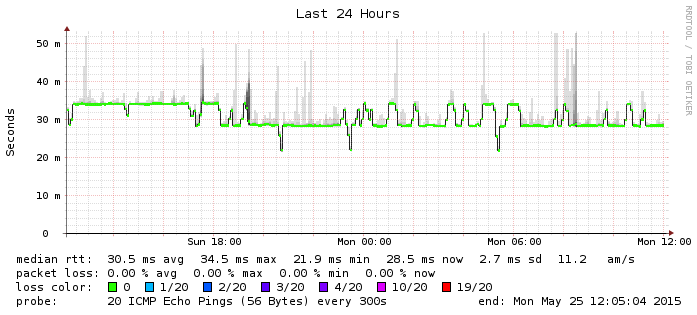 Last 24 Hours
RRDTOOL / TOBI OETIKER
Seconds
50 m
40 m
30 m
20 m
10 m
0
Sun 18:00 Mon 00:00 Mon 06:00 Mon 12:00
median rtt: 30.5 ms avg 34.5 ms max 21.9 ms min 28.5 ms now 2.7 ms sd 11.2 am/s
packet loss: 0.00 % avg 0.00 % max 0.00 % min 0.00 % now
loss color: 0 1/20 2/20 3/20 4/20 10/20 19/20
probe: 20 ICMP Echo Pings (56 Bytes) every 300s end: Mon May 25 12:05:04 2015